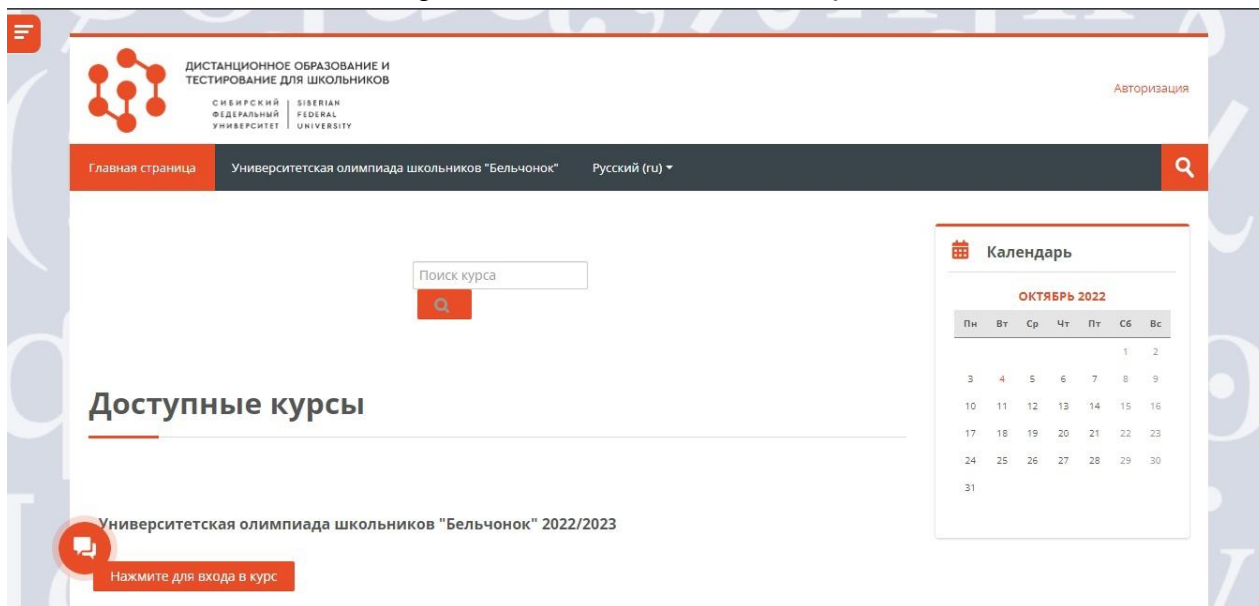 ДИСТАНЦИОННОЕ ОБРАЗОВАНИЕ И
ТЕСТИРОВАНИЕ ДЛЯ ШКОЛЬНИКОВ
СИБИРСКИЙ
ФЕДЕРАЛЬНЫЙ
УНИВЕРСИТЕТ
SIBERIAN
FEDERAL
UNIVERSITY
Авторизация
Главная страница Университетская олимпиада школьников "Бельчонок" Русский (ru)
Поиск курса
Доступные курсы
Университетская олимпиада школьников "Бельчонок" 2022/2023
Нажмите для входа в курс
Календарь
ОКТЯБРЬ 2022
Пн Вт Ср Чт Пт Сб Вс
1 2
3 4 5 6 7 8 9
10 11 12 13 14 15 16
17 18 19 20 21 22 23
24 25 26 27 28 29 30
31